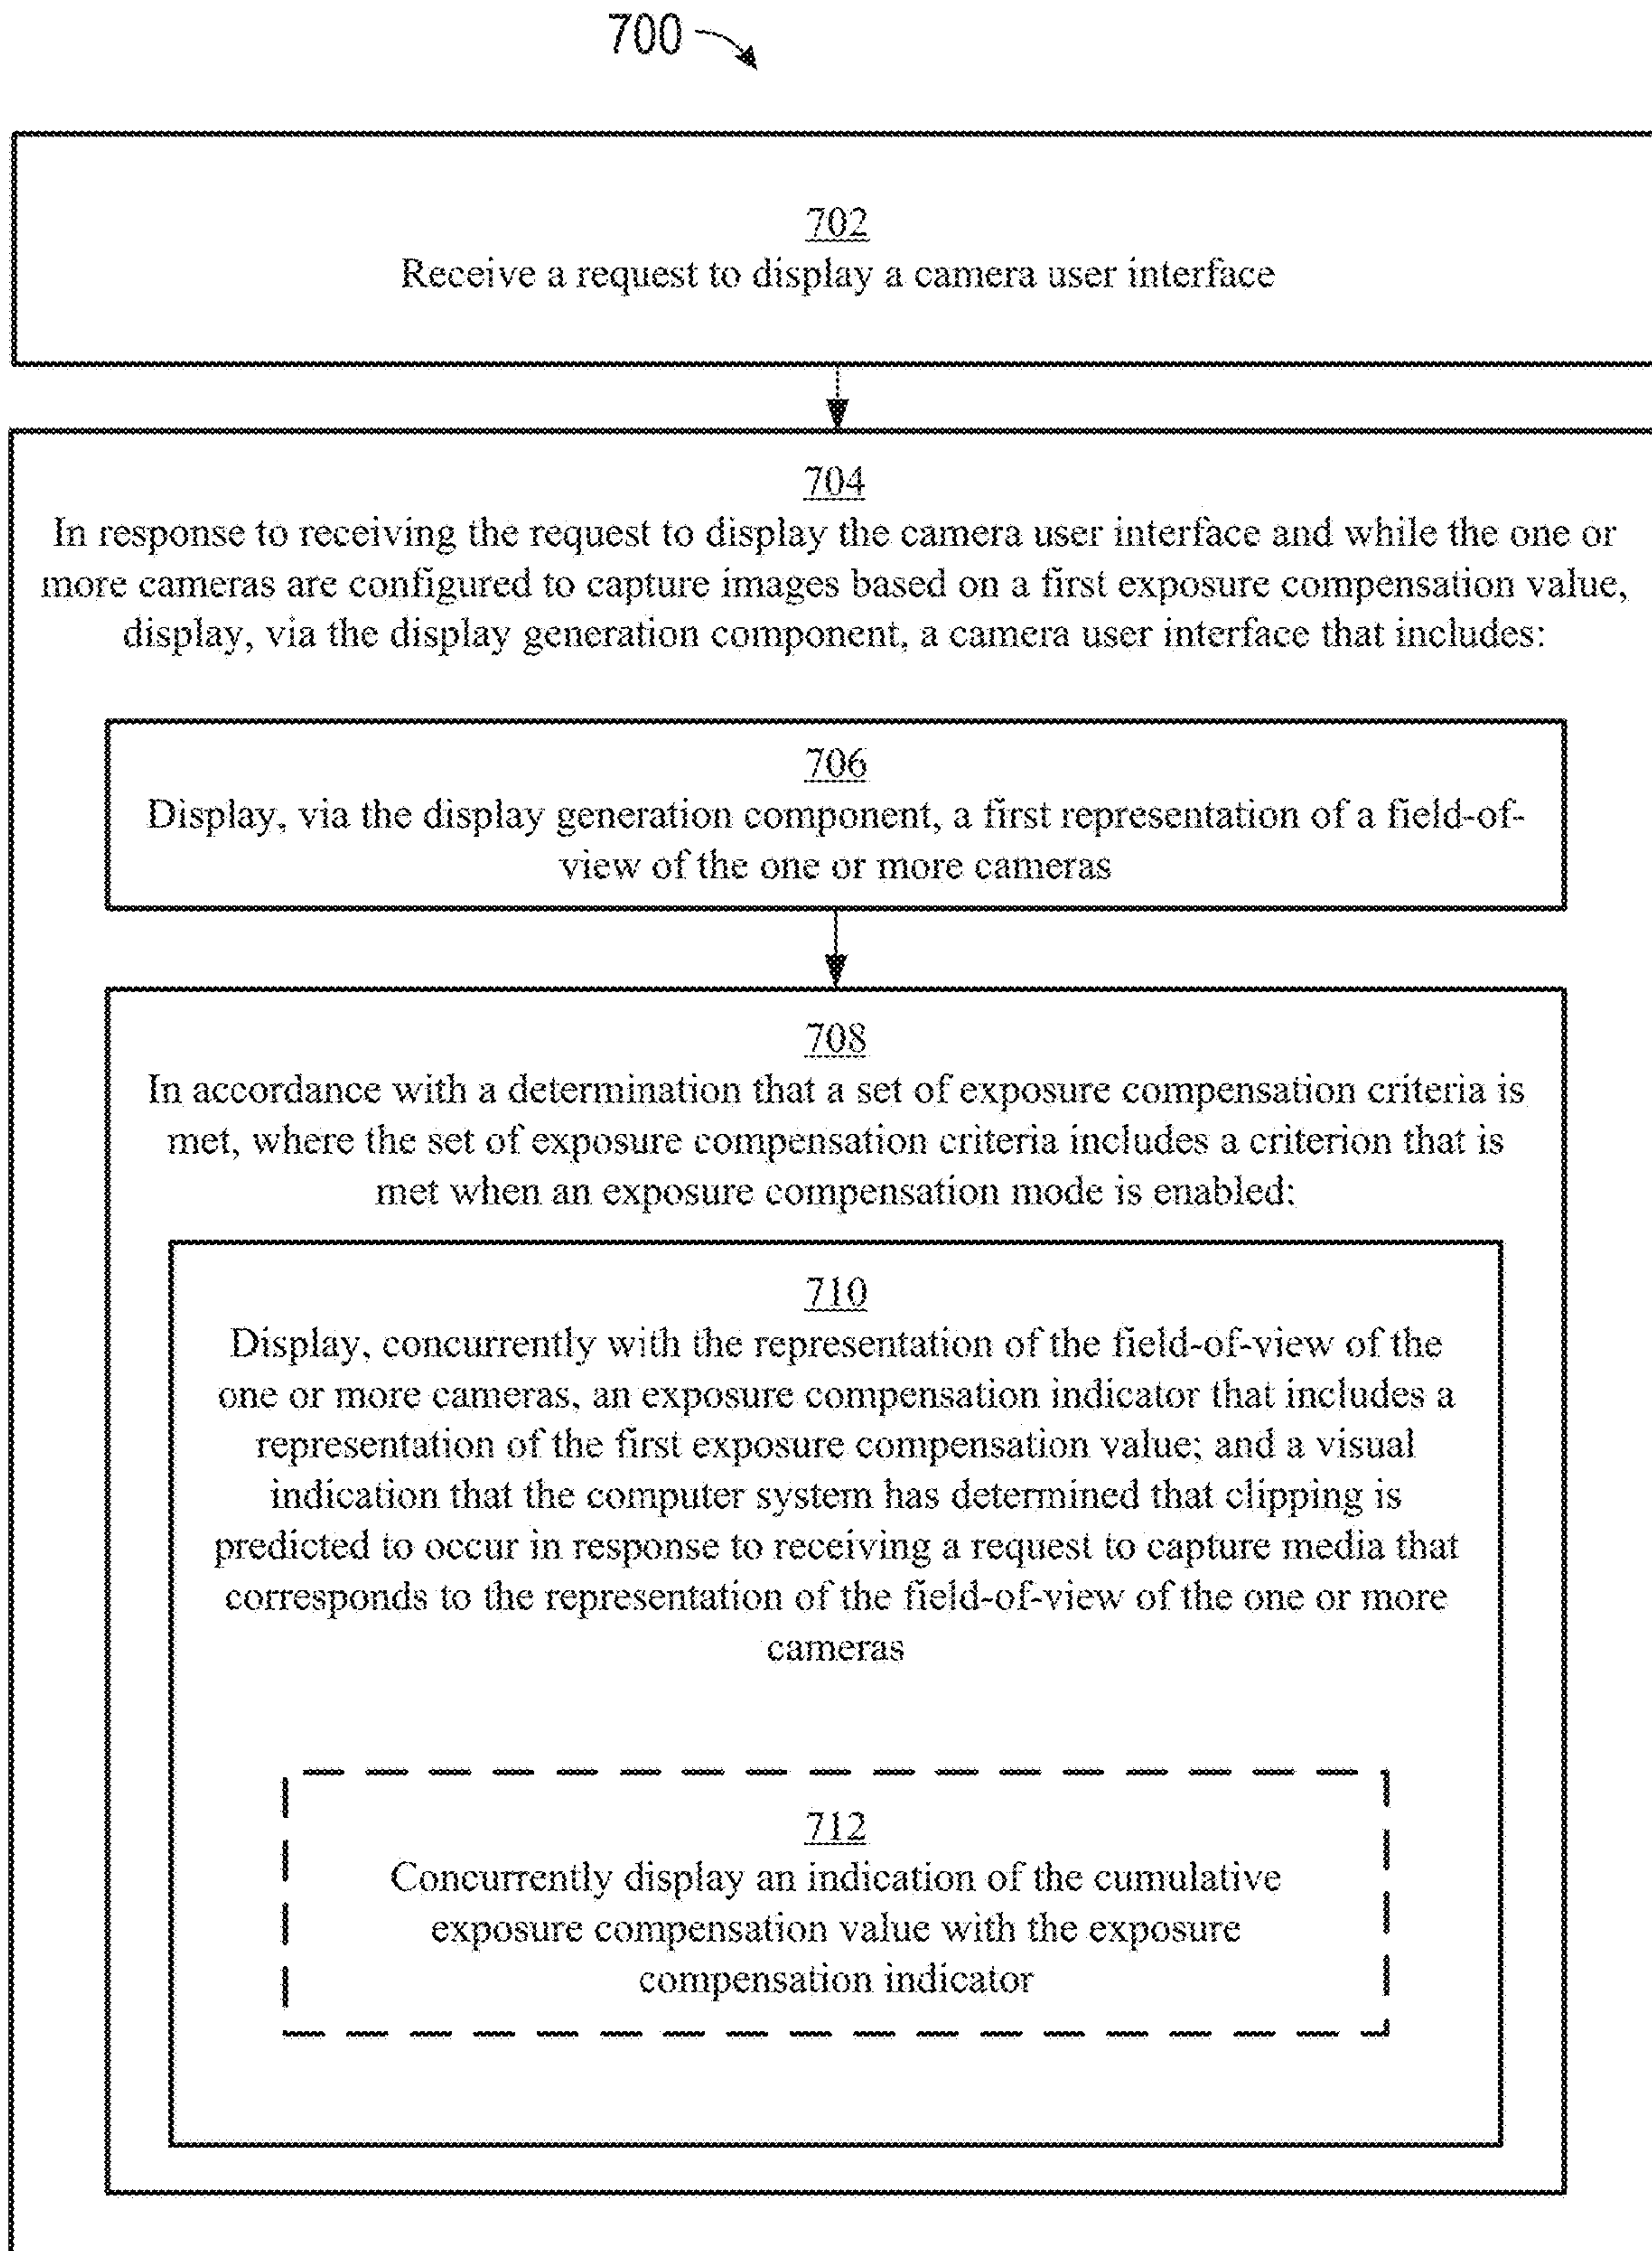 700
702
Receive a request to display a camera user interface
704
In response to receiving the request to display the camera user interface and while the one or
more cameras are configured to capture images based on a first exposure compensation value,
display, via the display generation component, a camera user interface that includes:
706
Display, via the display generation component, a first representation of a field-of-
view of the one or more cameras
708
In accordance with a determination that a set of exposure compensation criteria is
met, where the set of exposure compensation criteria includes a criterion that is
met when an exposure compensation mode is enabled:
710
Display, concurrently with the representation of the field-of-view of the
one or more cameras, an exposure compensation indicator that includes a
representation of the first exposure compensation value; and a visual
indication that the computer system has determined that clipping is
predicted to occur in response to receiving a request to capture media that
corresponds to the representation of the field-of-view of the one or more
cameras
712
Concurrently display an indication of the cumulative
exposure compensation value with the exposure
compensation indicator